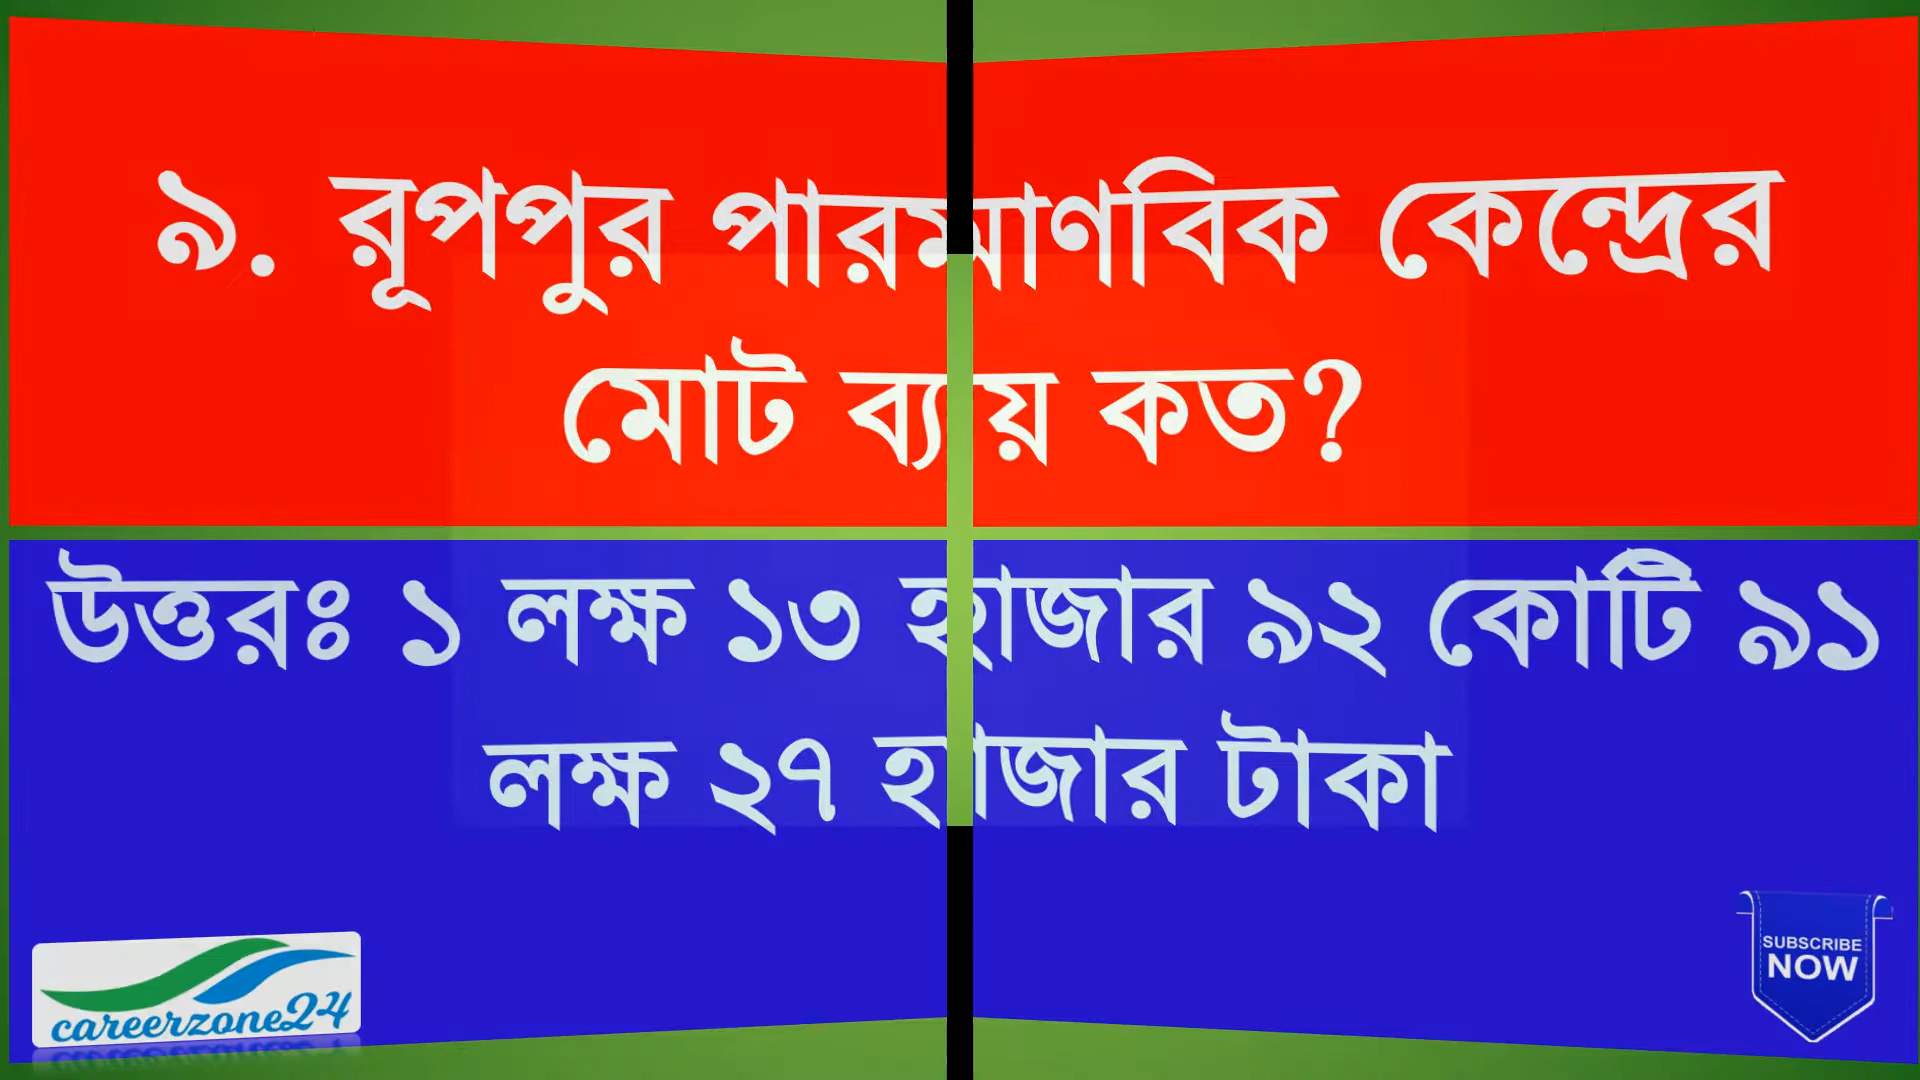 ৯. রূপপুর পারমাণবিক কেন্দ্রের
মোট ব্যয় কত?
উত্তরঃ ১ লক্ষ ১৩ হাজার ৯২ কোটি ৯১
লক্ষ ২৭ হাজার টাকা
careerzone24
SUBSCRIBE
NOW